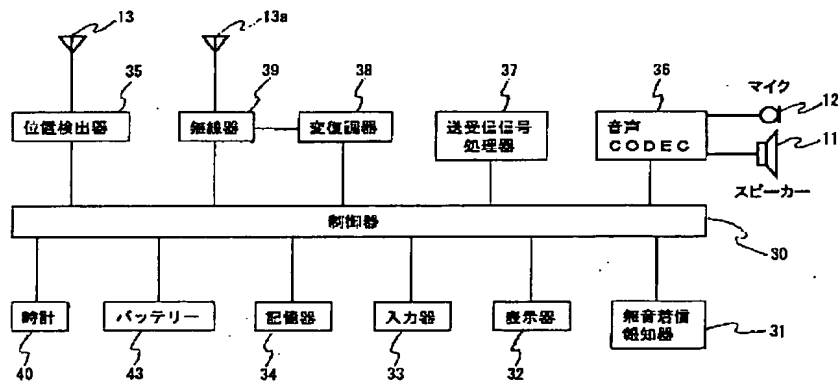 13
13a
35
39
38
37
36
マイク
12
位置検出器
無線器
変復調器
送受信信号
処理器
音声
CODEC
11
スピーカー
制御器
30
時計
バッテリー
記憶器
入力器
表示器
無音着信
報知器
40
43
34
33
32
31